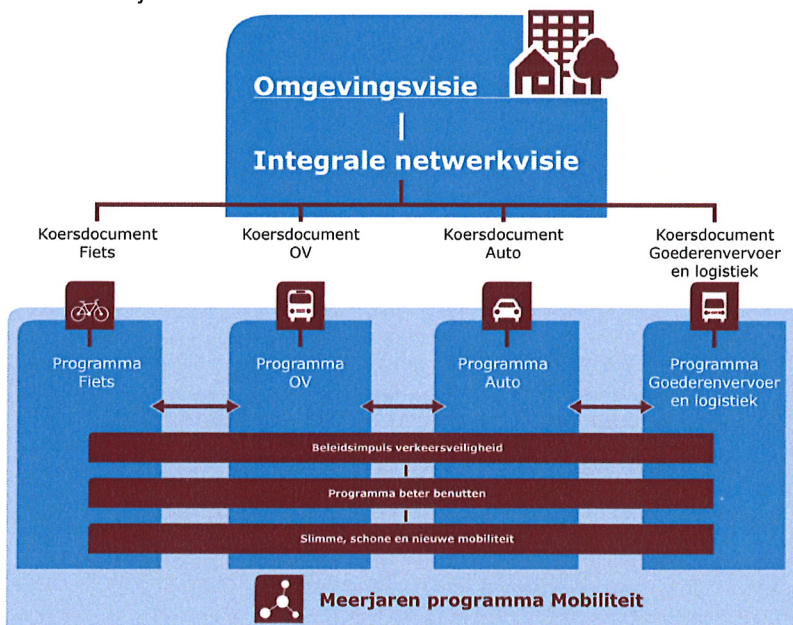 Omgevingsvisie
Integrale netwerkvisie
Koersdocument
Fiets
Koersdocument
OV
Koersdocument
Auto
Koersdocument
Goederenvervoer
en logistiek
Programma
Fiets
Programma
OV
Programma
Auto
Programma
Goederenvervoer
en logistiek
Beleidsimpuls verkeersveiligheid
Programma beter benutten
Slimme, schone en nieuwe mobiliteit
Meerjaren programma Mobiliteit